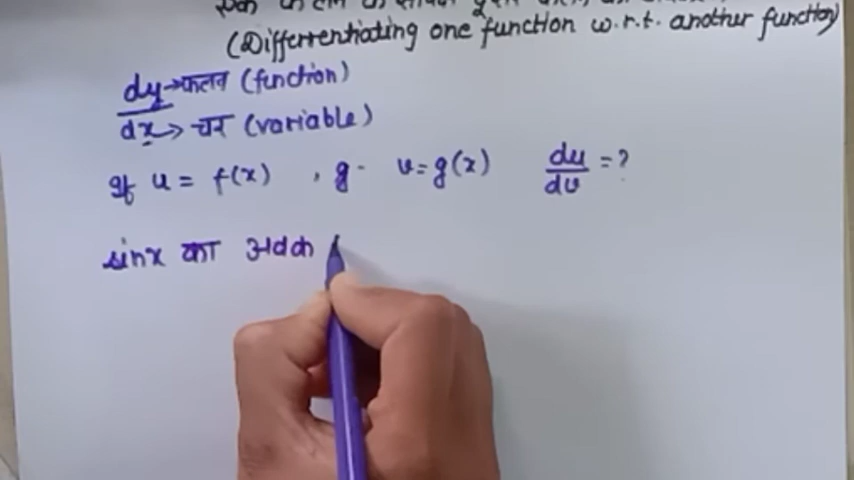 (Differentiating one function w.r.t. another function)
dy → फलन (function)
dx → चर (variable)
If u = f(x) , g v = g(x) du/dv = ?
sinx का अवक